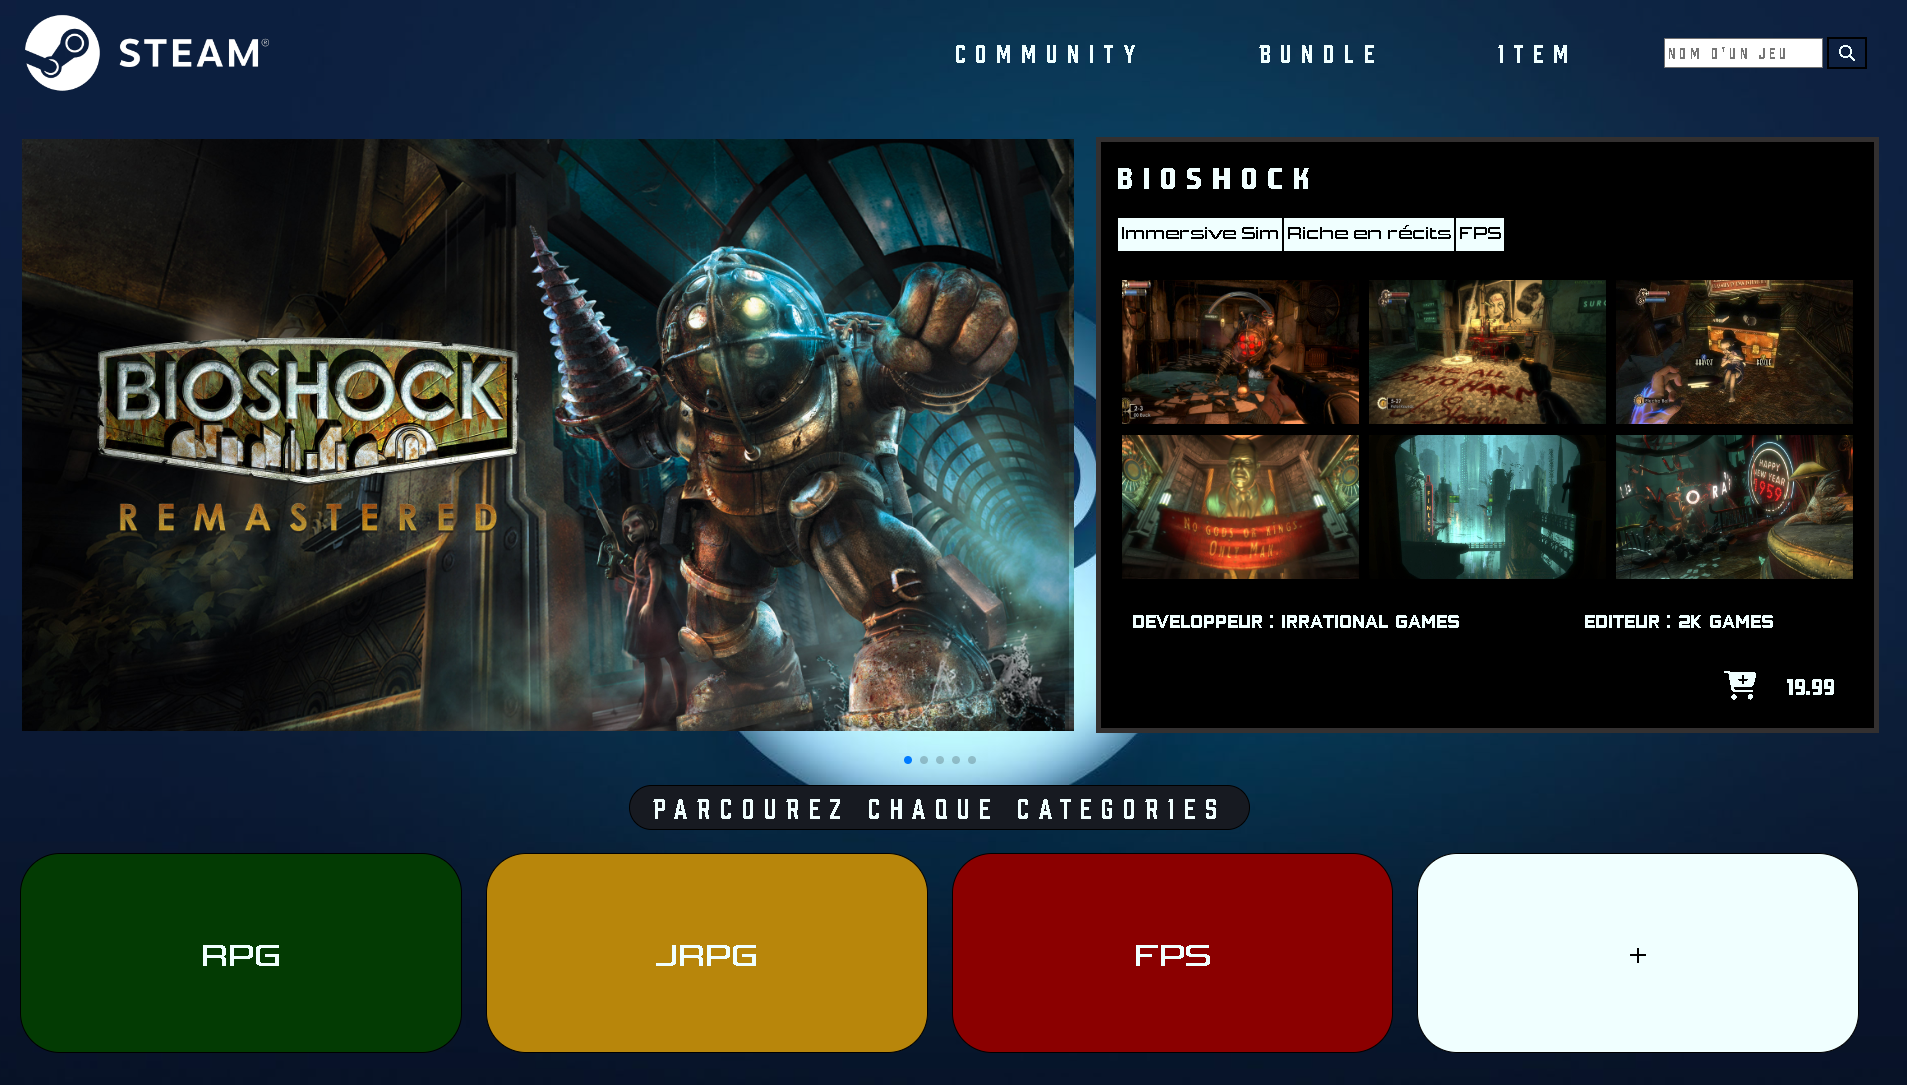 STEAM®
COMMUNITY
BUNDLE
ITEM
NOM D'UN JEU
BIOSHOCK
REMASTERED
BIOSHOCK
Immersive Sim
Riche en récits
FPS
NO GODS OR KINGS.
ONLY MAN.
HAPPY
NEW YEAR
1959
DEVELOPPEUR : IRRATIONAL GAMES
EDITEUR : 2K GAMES
19.99
PARCOUREZ CHAQUE CATEGORIES
RPG
JRPG
FPS
+